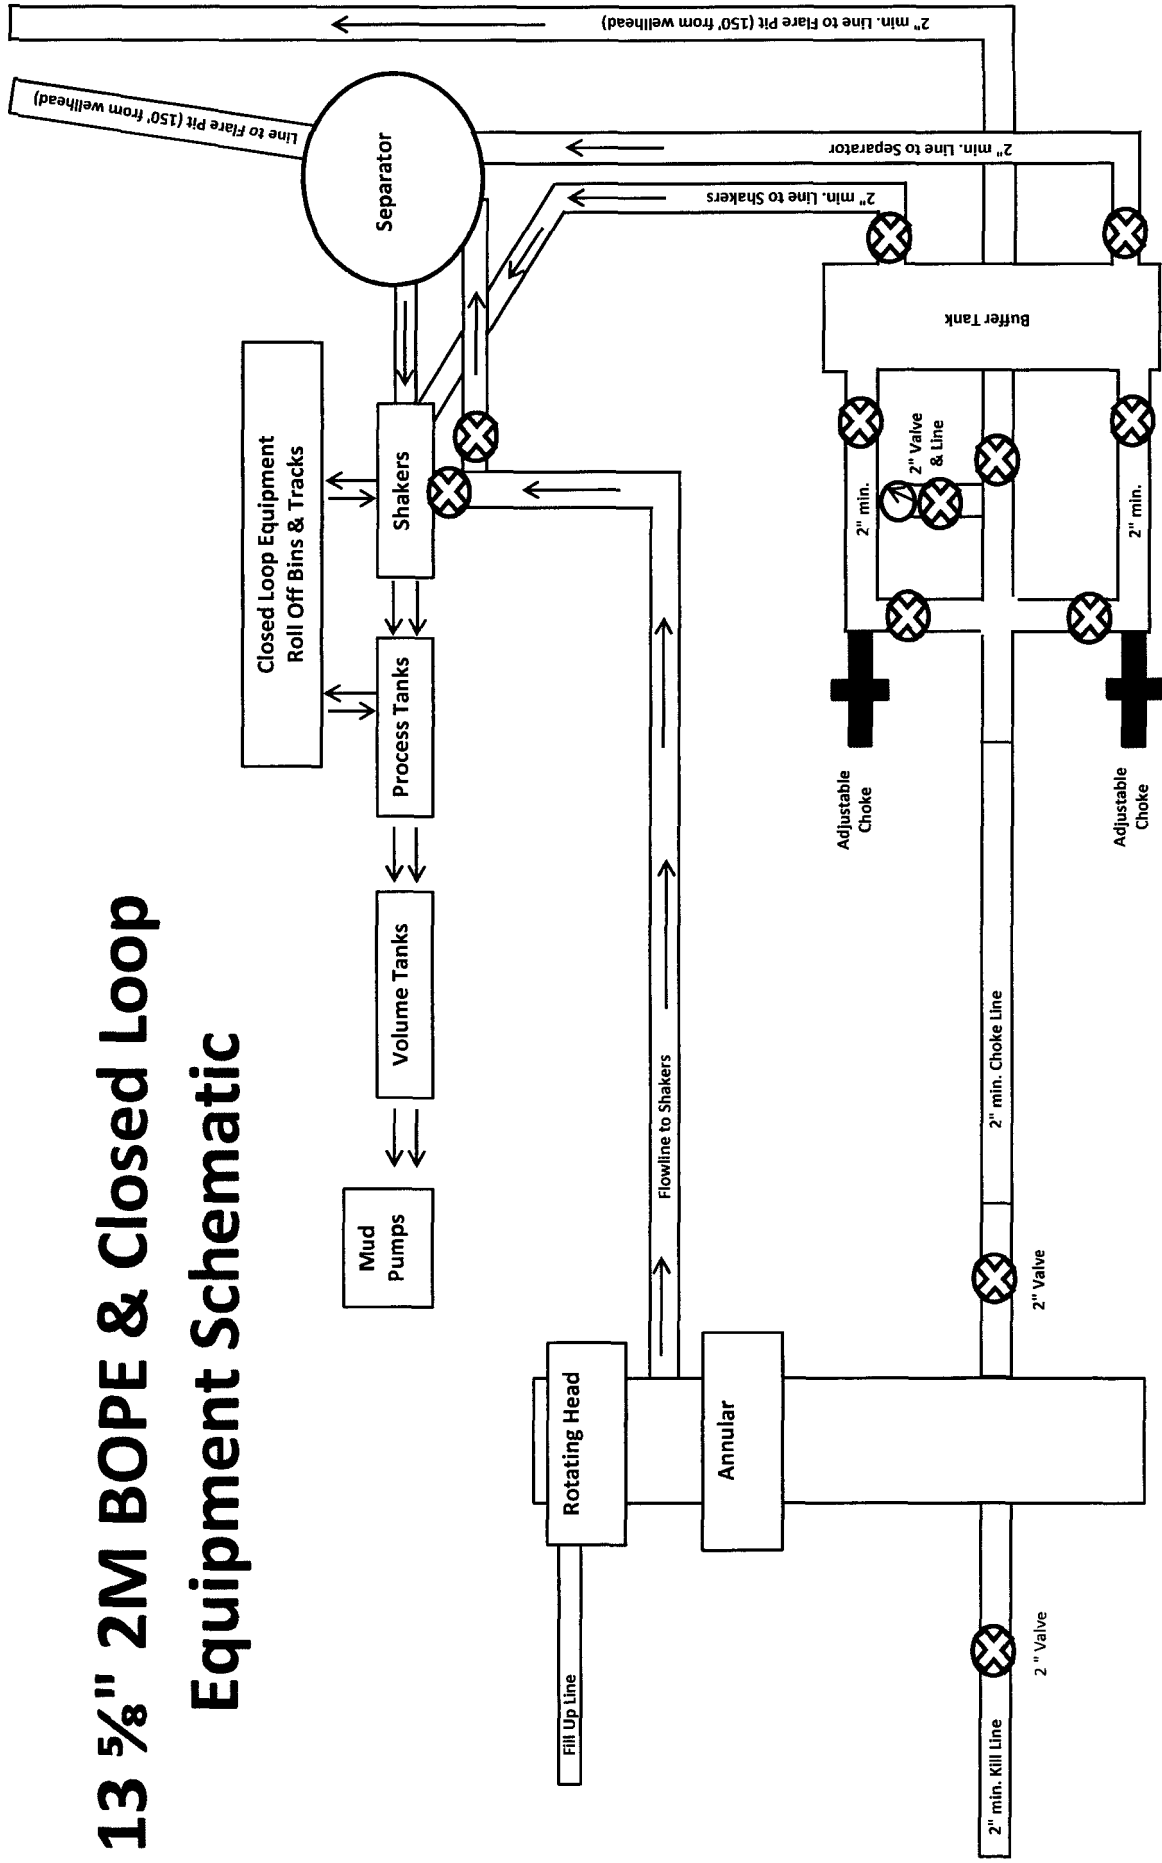 13 ⅝" 2M BOPE & Closed Loop
Equipment Schematic
Closed Loop Equipment
Roll Off Bins & Tracks
Mud
Pumps
Volume Tanks
Process Tanks
Shakers
Separator
Line to Flare Pit (150' from wellhead)
2" min. Line to Flare Pit (150' from wellhead)
Fill Up Line
Rotating Head
Flowline to Shakers
Annular
2" min. Line to Shakers
2" min. Line to Separator
Adjustable
Choke
2" min.
2" Valve
& Line
Buffer Tank
2" min. Kill Line
2 " Valve
2" Valve
2" min. Choke Line
Adjustable
Choke
2" min.